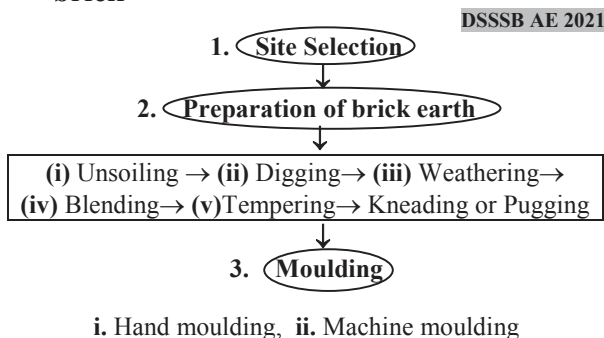 DSSSB AE 2021
1. Site Selection
2. Preparation of brick earth
(i) Unsoiling → (ii) Digging→ (iii) Weathering→
(iv) Blending→ (v)Tempering→ Kneading or Pugging
3. Moulding
i. Hand moulding, ii. Machine moulding